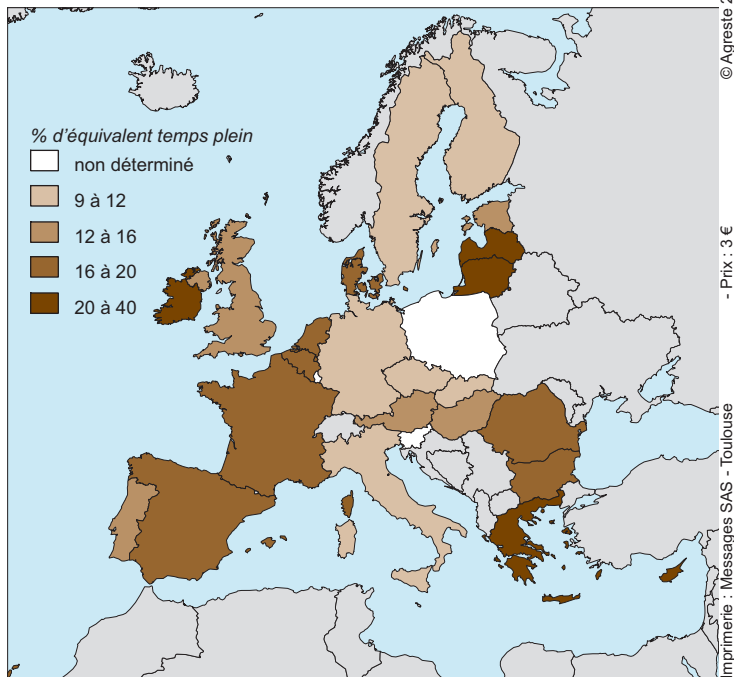 % d'équivalent temps plein
non déterminé
9 à 12
12 à 16
16 à 20
20 à 40
© Agreste 2
- Prix : 3 €
Imprimerie : Messages SAS - Toulouse